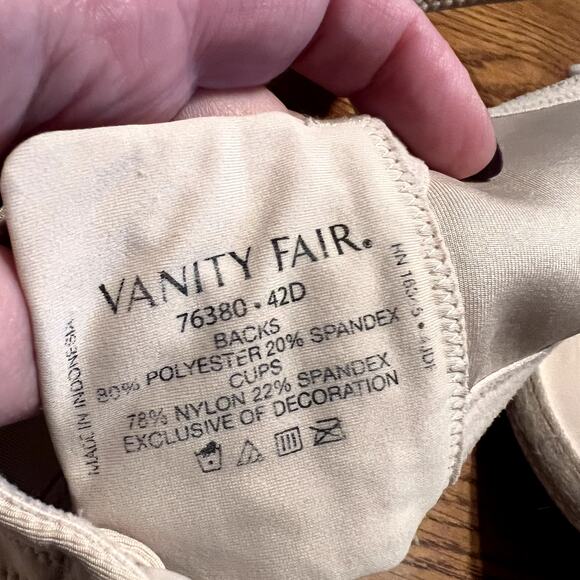 VANITY FAIR®
76380 • 42D
BACKS
80% POLYESTER 20% SPANDEX
CUPS
78% NYLON 22% SPANDEX
EXCLUSIVE OF DECORATION
MADE IN INDONESIA